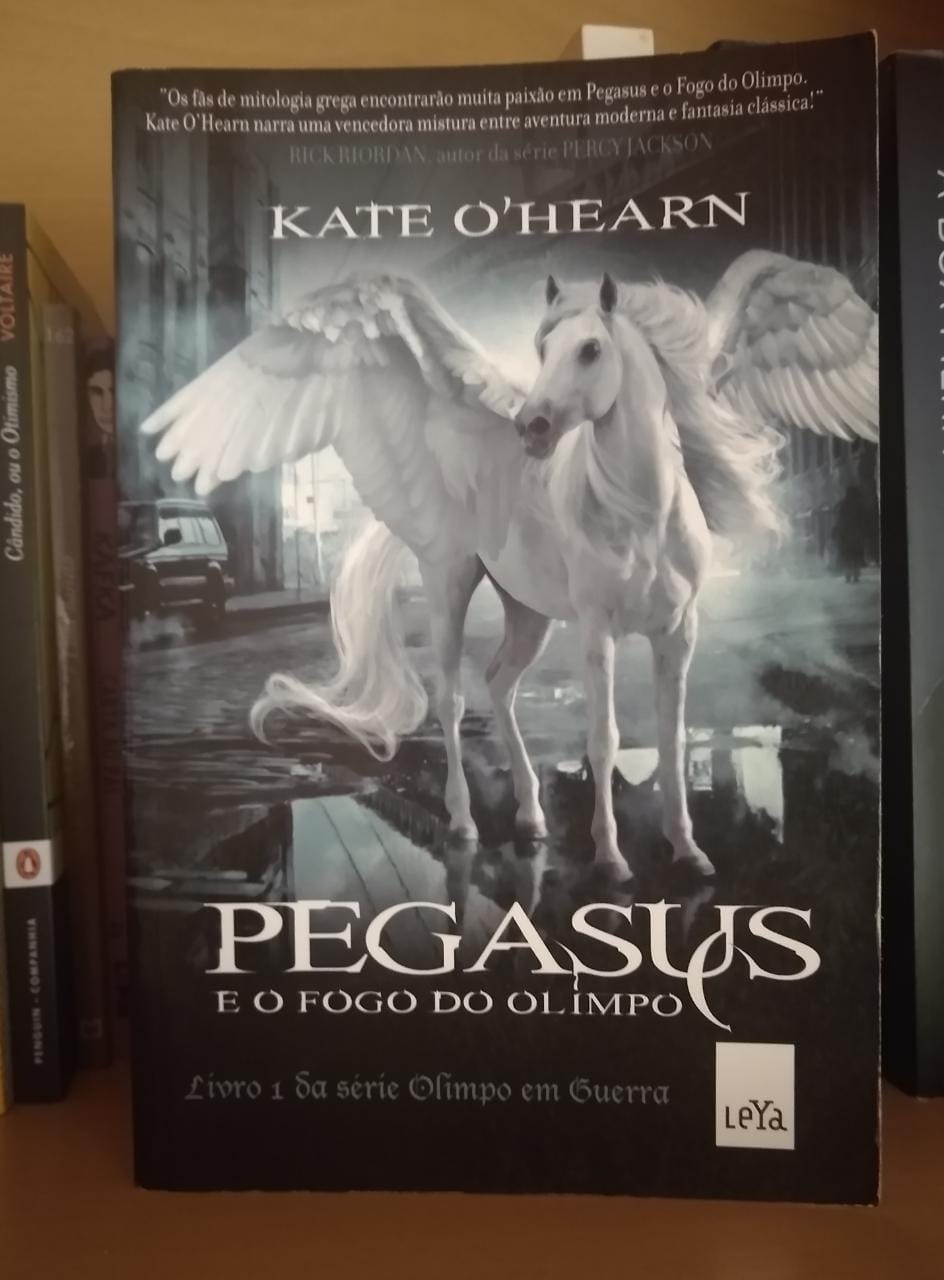 "Os fãs de mitologia grega encontrarão muita paixão em Pegasus e o Fogo do Olimpo.
Kate O'Hearn narra uma vencedora mistura entre aventura moderna e fantasia clássica!"
RICK RIORDAN, autor da série PERCY JACKSON
KATE O'HEARN
PEGASUS
E O FOGO DO OLIMPO
Livro 1 da série Olimpo em Guerra
LeYa
Cândido, ou o Otimismo
VOLTAIRE
PENGUIN - COMPANHIA
KAFKA